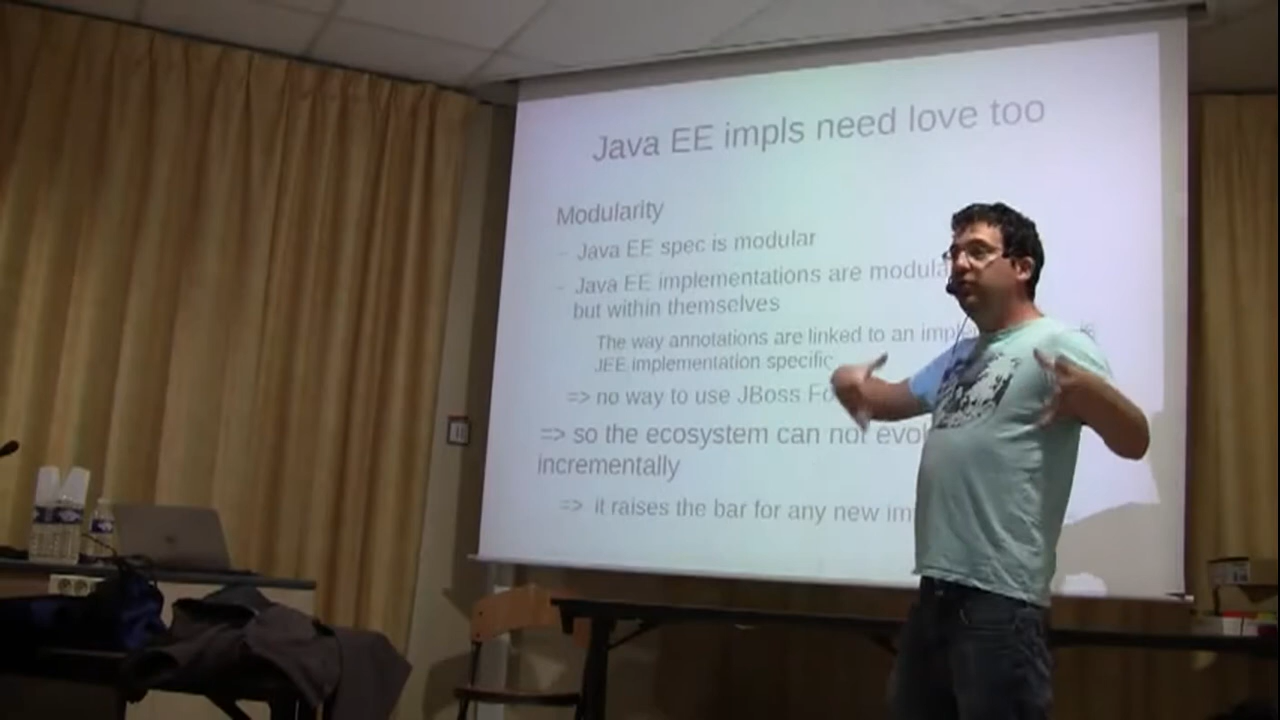 Java EE impls need love too
Modularity
- Java EE spec is modular
- Java EE implementations are modula
but within themselves
The way annotations are linked to an imple
JEE implementation specific
=> no way to use JBoss Fo
=> so the ecosystem can not evol
incrementally
=> it raises the bar for any new im